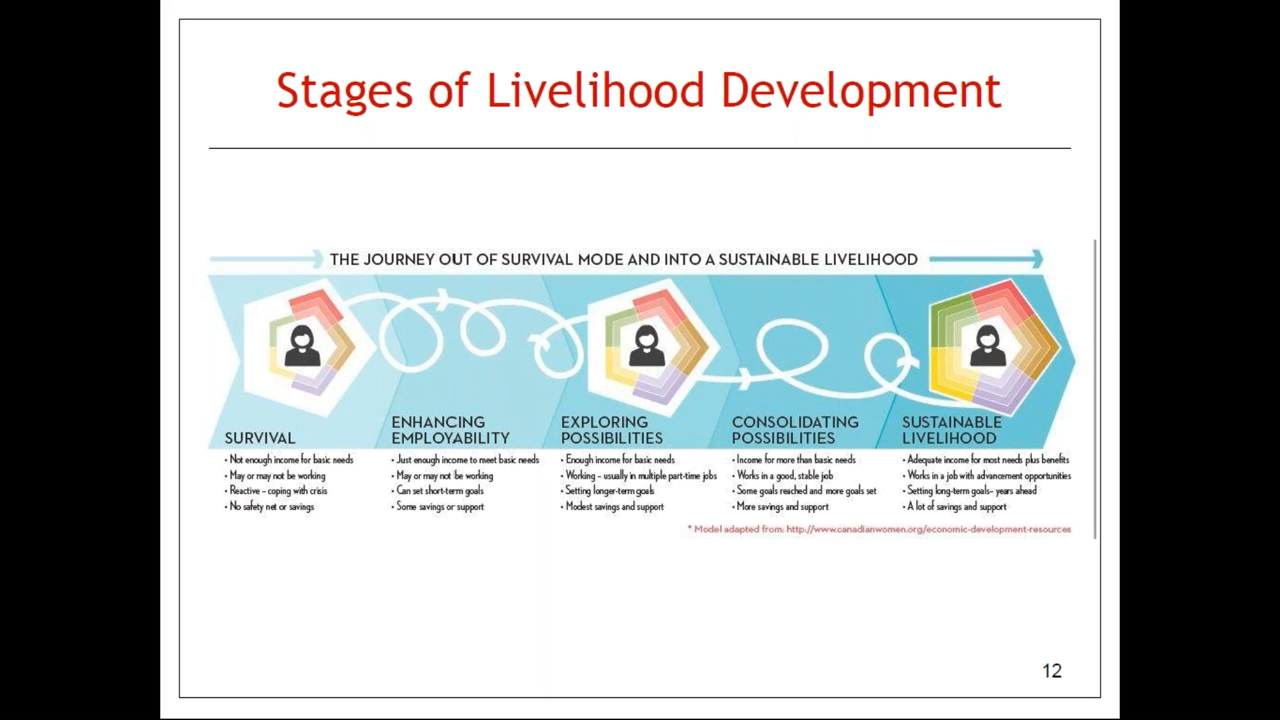 Stages of Livelihood Development
THE JOURNEY OUT OF SURVIVAL MODE AND INTO A SUSTAINABLE LIVELIHOOD
SURVIVAL
• Not enough income for basic needs
• May or may not be working
• Reactive – coping with crisis
• No safety net or savings
ENHANCING
EMPLOYABILITY
• Just enough income to meet basic needs
• May or may not be working
• Can set short-term goals
• Some savings or support
EXPLORING
POSSIBILITIES
• Enough income for basic needs
• Working – usually in multiple part-time jobs
• Setting longer-term goals
• Modest savings and support
CONSOLIDATING
POSSIBILITIES
• Income for more than basic needs
• Works in a good, stable job
• Some goals reached and more goals set
• More savings and support
SUSTAINABLE
LIVELIHOOD
• Adequate income for most needs plus benefits
• Works in a job with advancement opportunities
• Setting long-term goals– years ahead
• A lot of savings and support
* Model adapted from: http://www.canadianwomen.org/economic-development-resources
12